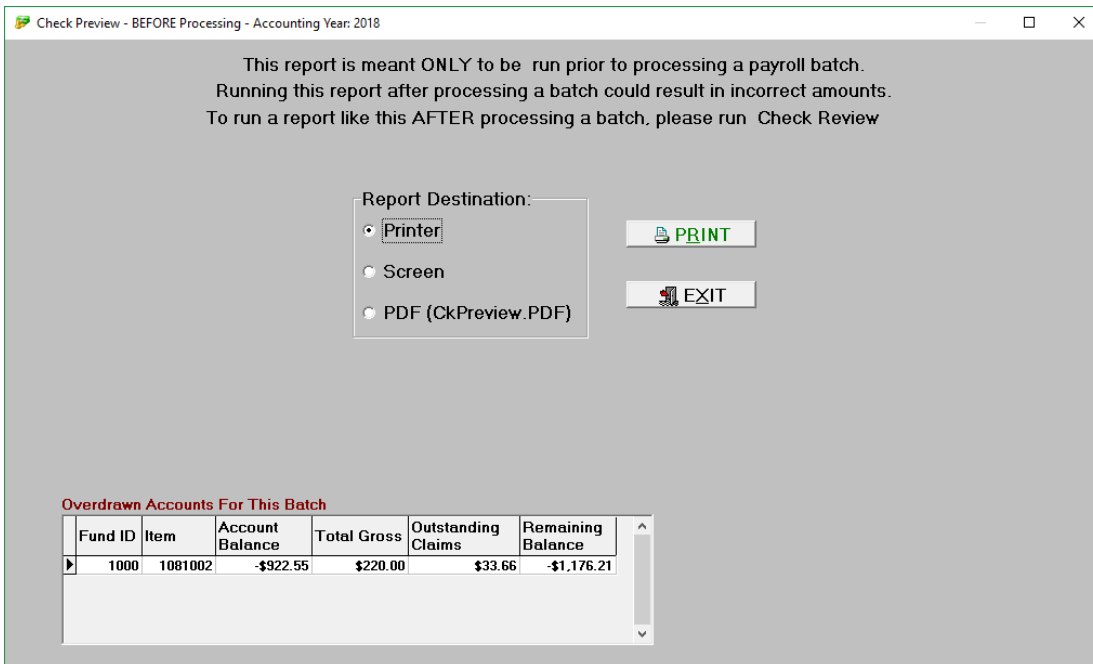 Check Preview - BEFORE Processing - Accounting Year: 2018
This report is meant ONLY to be run prior to processing a payroll batch.
Running this report after processing a batch could result in incorrect amounts.
To run a report like this AFTER processing a batch, please run Check Review
Report Destination:
Printer
PRINT
Screen
EXIT
PDF (CkPreview.PDF)
Overdrawn Accounts For This Batch
Fund ID Item Account Balance Total Gross Outstanding Claims Remaining Balance
1000 1081002 -$922.55 $220.00 $33.66 -$1,176.21